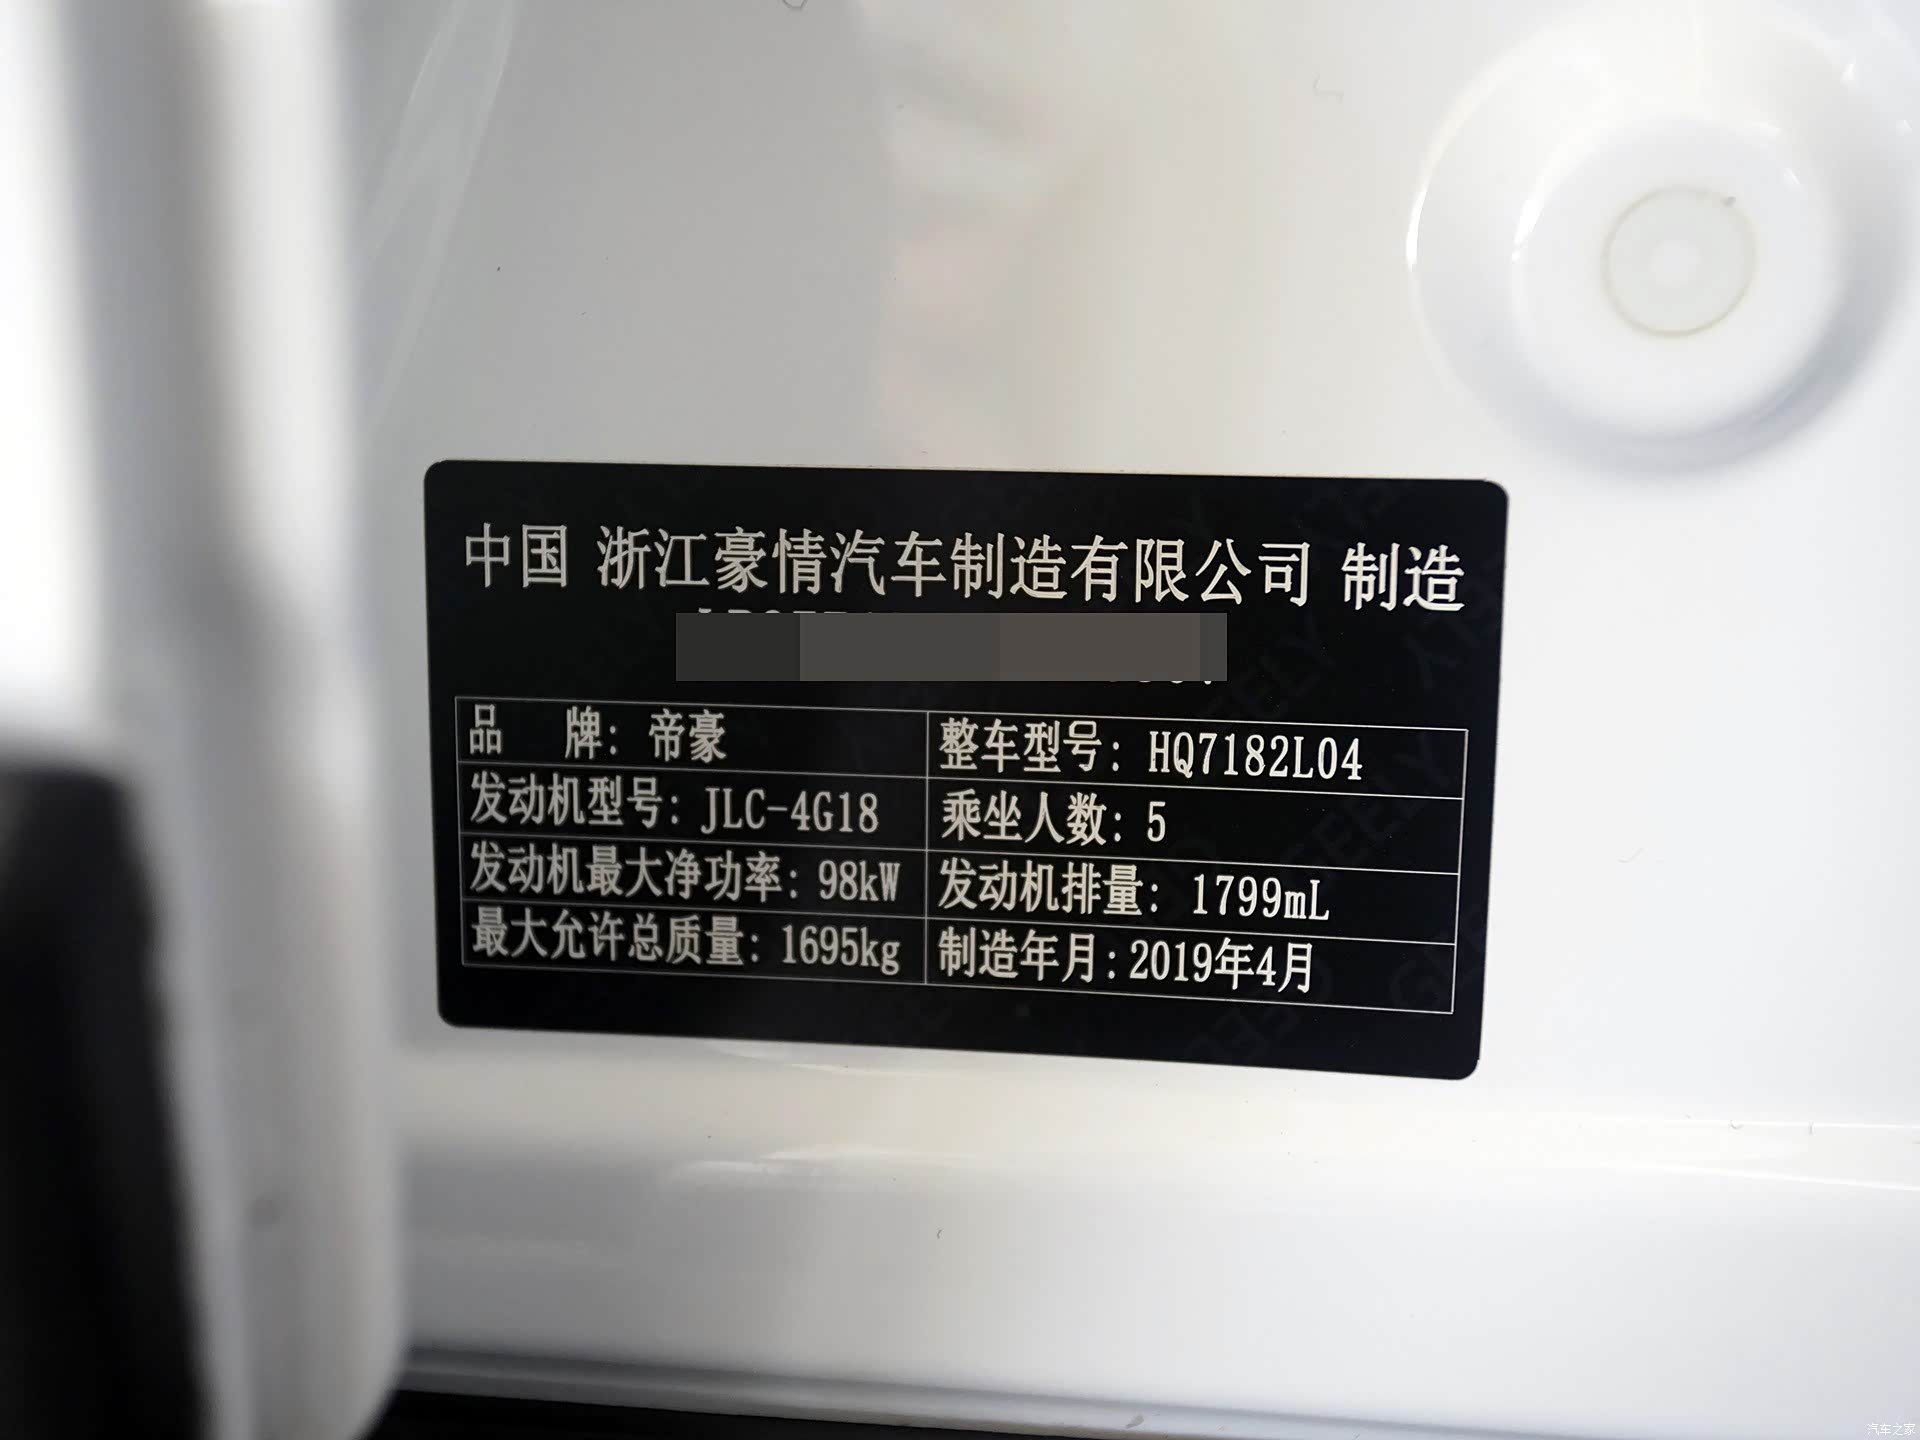 中国 浙江豪情汽车制造有限公司 制造
品 牌: 帝豪 整车型号: HQ7182L04
发动机型号: JLC-4G18 乘坐人数: 5
发动机最大净功率: 98kW 发动机排量: 1799mL
最大允许总质量: 1695kg 制造年月: 2019年4月
汽车之家